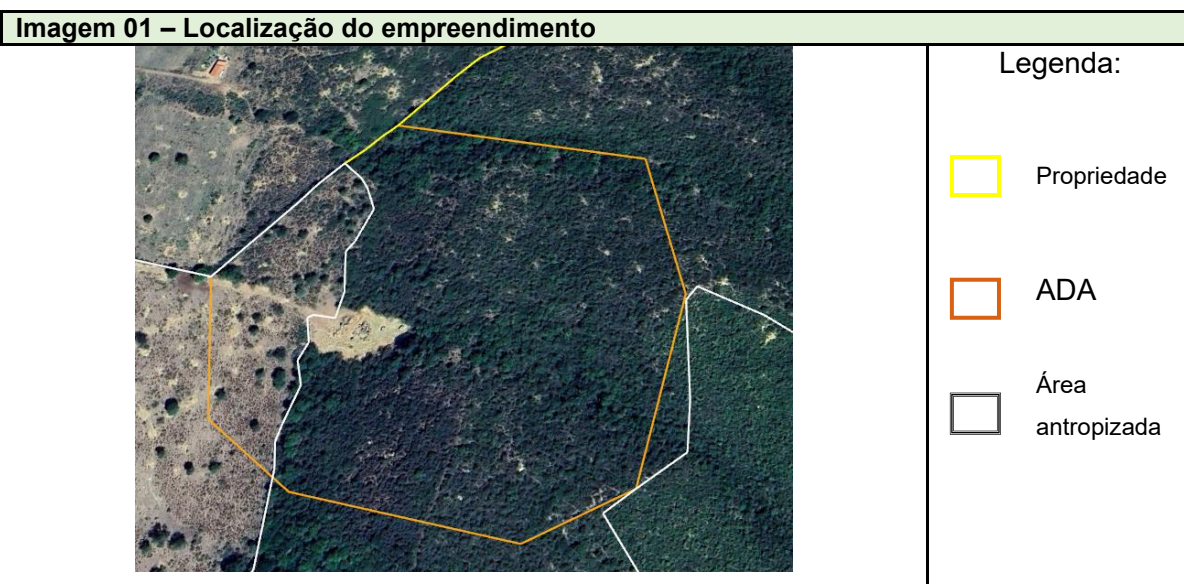 Imagem 01 – Localização do empreendimento
Legenda:
Propriedade
ADA
Área
antropizada